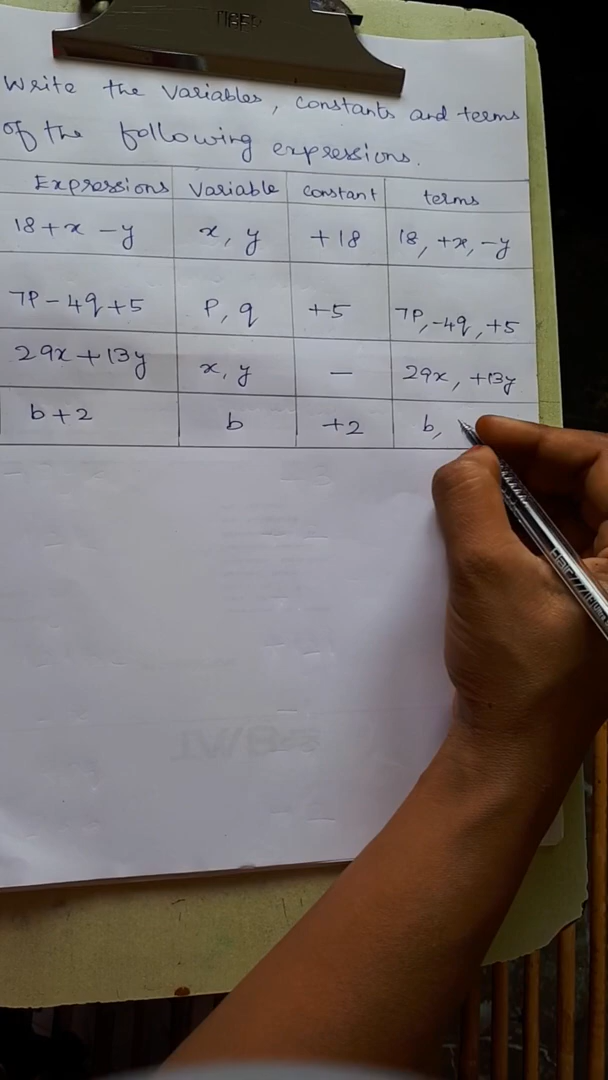 Write the variables, constants and terms
of the following expressions.
Expressions Variable constant terms
18+x-y x, y +18 18, +x, -y
7P-4q+5 P, q +5 7P, -4q, +5
29x+13y x, y - 29x, +13y
b+2 b +2 b,